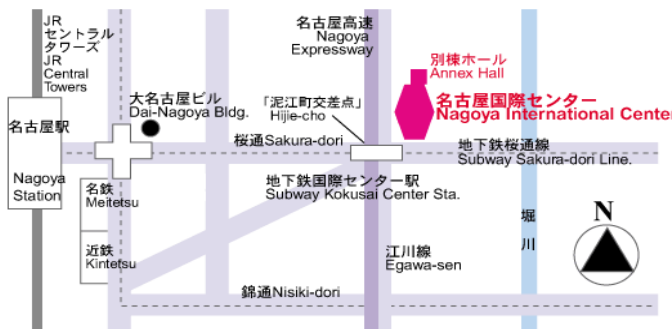 JR
セントラル
タワーズ
JR
Central
Towers
名古屋駅
Nagoya
Station
大名古屋ビル
Dai-Nagoya Bldg.
名鉄
Meitetsu
近鉄
Kintetsu
名古屋高速
Nagoya
Expressway
「泥江町交差点」
Hijie-cho
桜通Sakura-dori
別棟ホール
Annex Hall
名古屋国際センター
Nagoya International Center
地下鉄桜通線
Subway Sakura-dori Line.
地下鉄国際センター駅
Subway Kokusai Center Sta.
江川線
Egawa-sen
堀
川
N
錦通Nisiki-dori